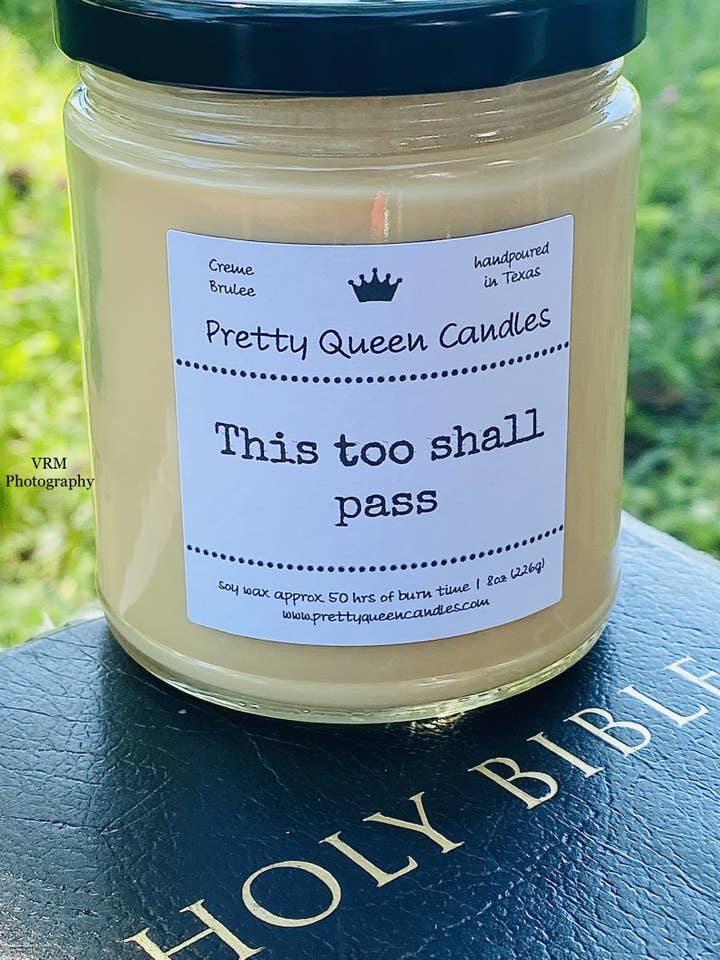 Creme
Brulee
handpoured
in Texas
Pretty Queen Candles
This too shall
pass
soy wax approx 50 hrs of burn time | 8oz (226g)
www.prettyqueencandles.com
VRM
Photography
HOLY BIBLE